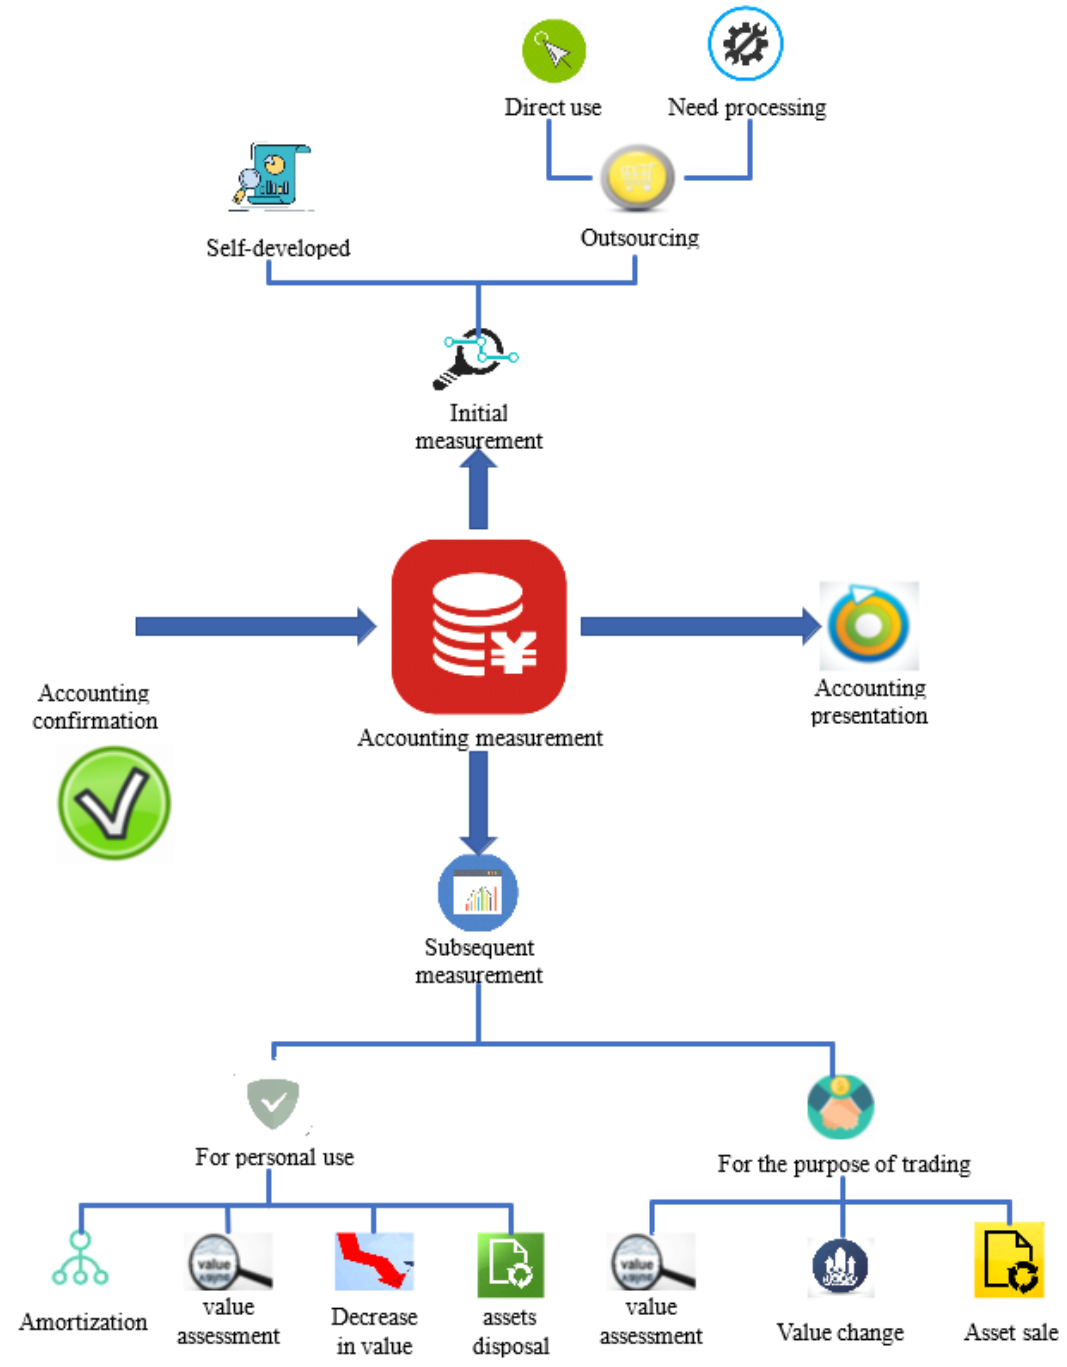 Direct use
Need processing
Self-developed
Outsourcing
Initial
measurement
¥
Accounting
confirmation
Accounting measurement
Accounting
presentation
Subsequent
measurement
For personal use
For the purpose of trading
value
value
Amortization
value
assessment
Decrease
in value
assets
disposal
value
assessment
Value change
Asset sale